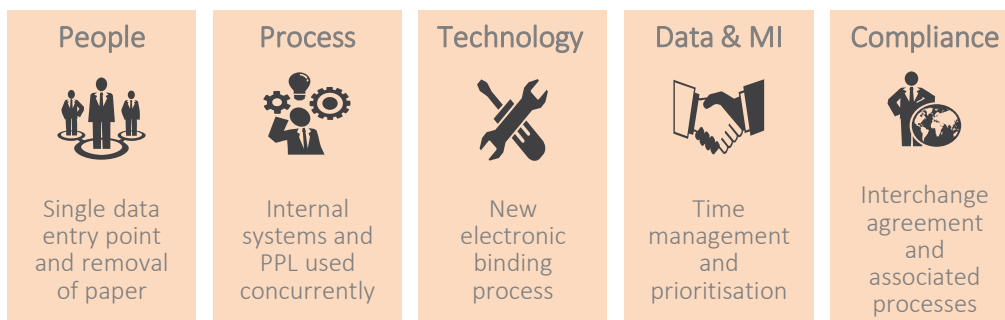 People
Single data
entry point
and removal
of paper
Process
Internal
systems and
PPL used
concurrently
Technology
New
electronic
binding
process
Data & MI
Time
management
and
prioritisation
Compliance
Interchange
agreement
and
associated
processes